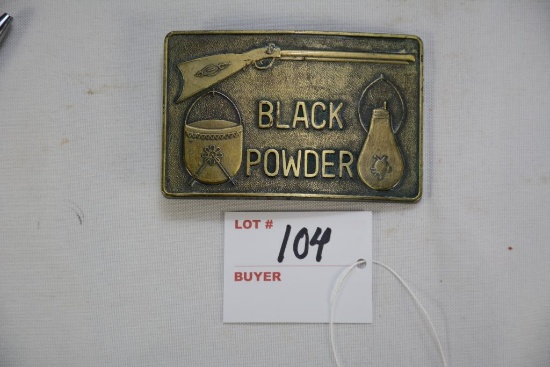 BLACK
POWDER
LOT # 104
BUYER